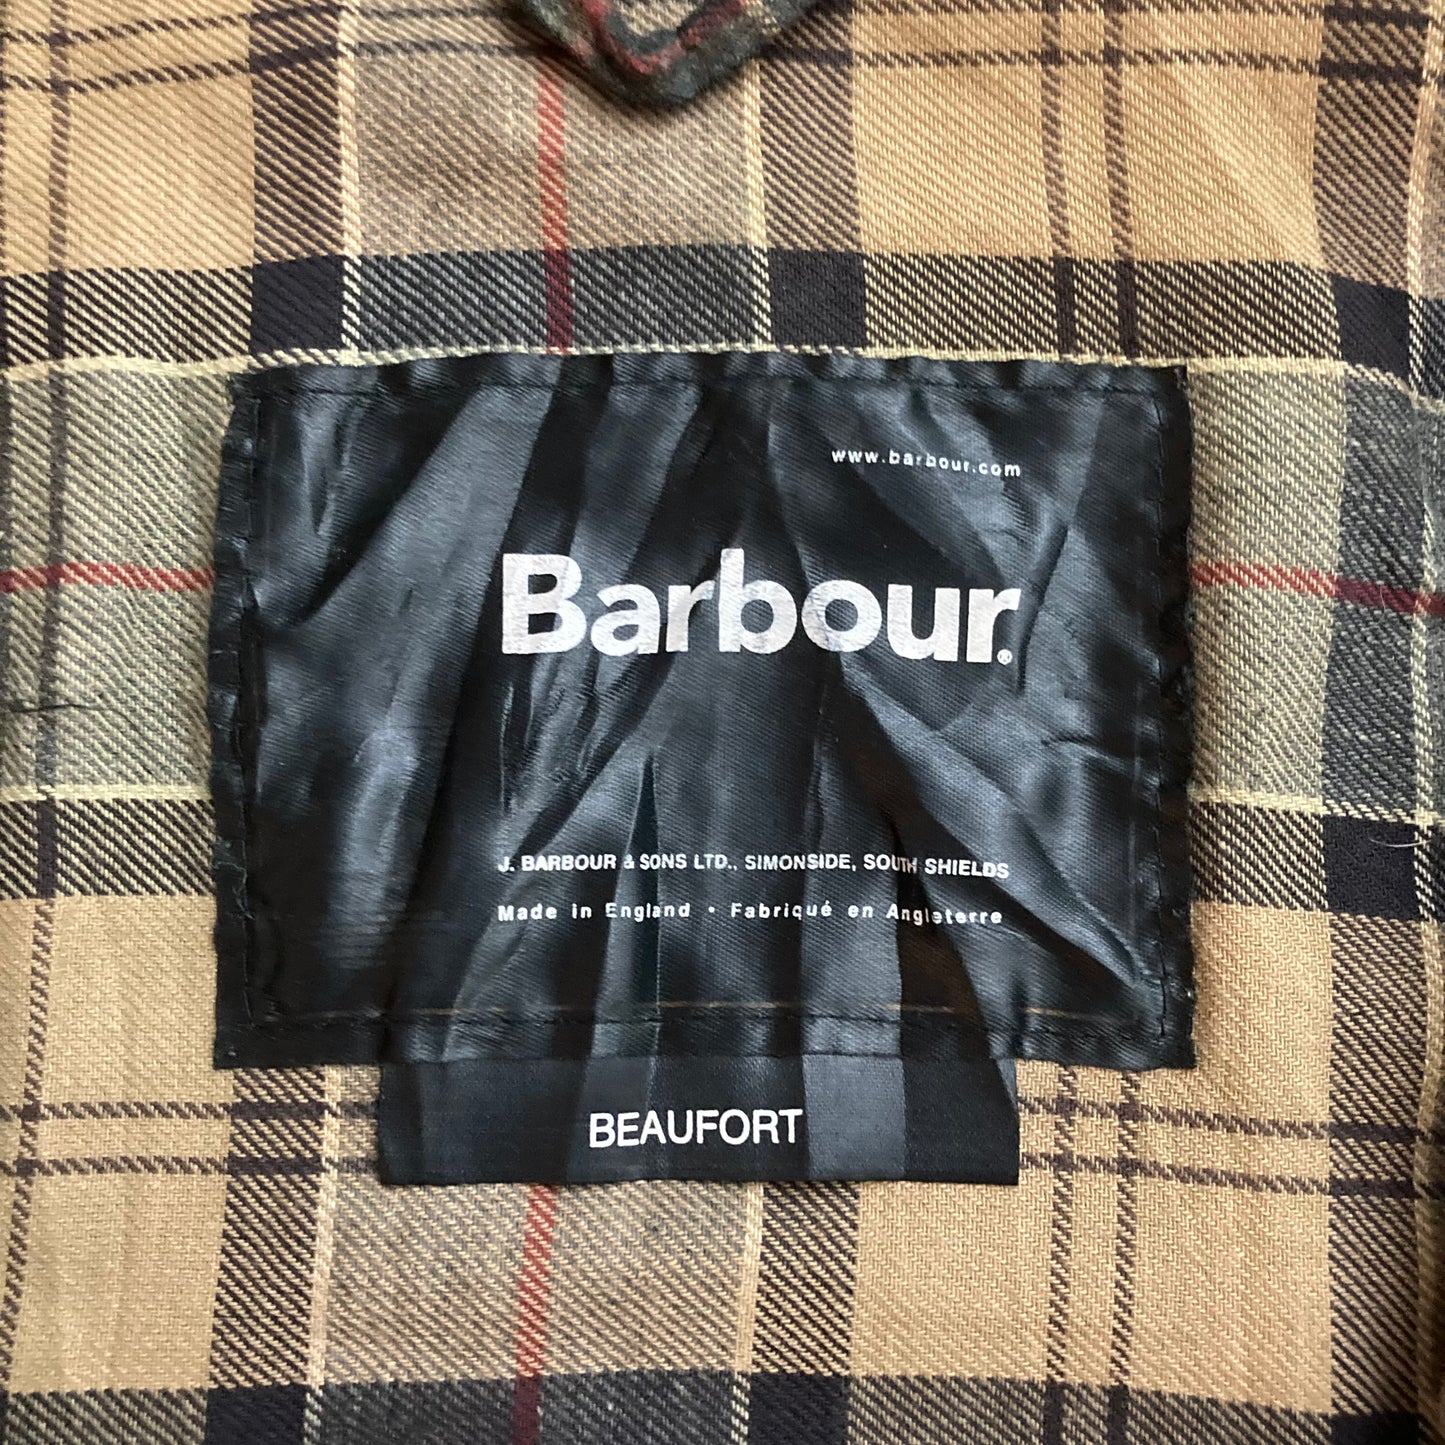 www.barbour.com
Barbour.®
J. BARBOUR & SONS LTD., SIMONSIDE, SOUTH SHIELDS
Made in England • Fabriqué en Angleterre
BEAUFORT